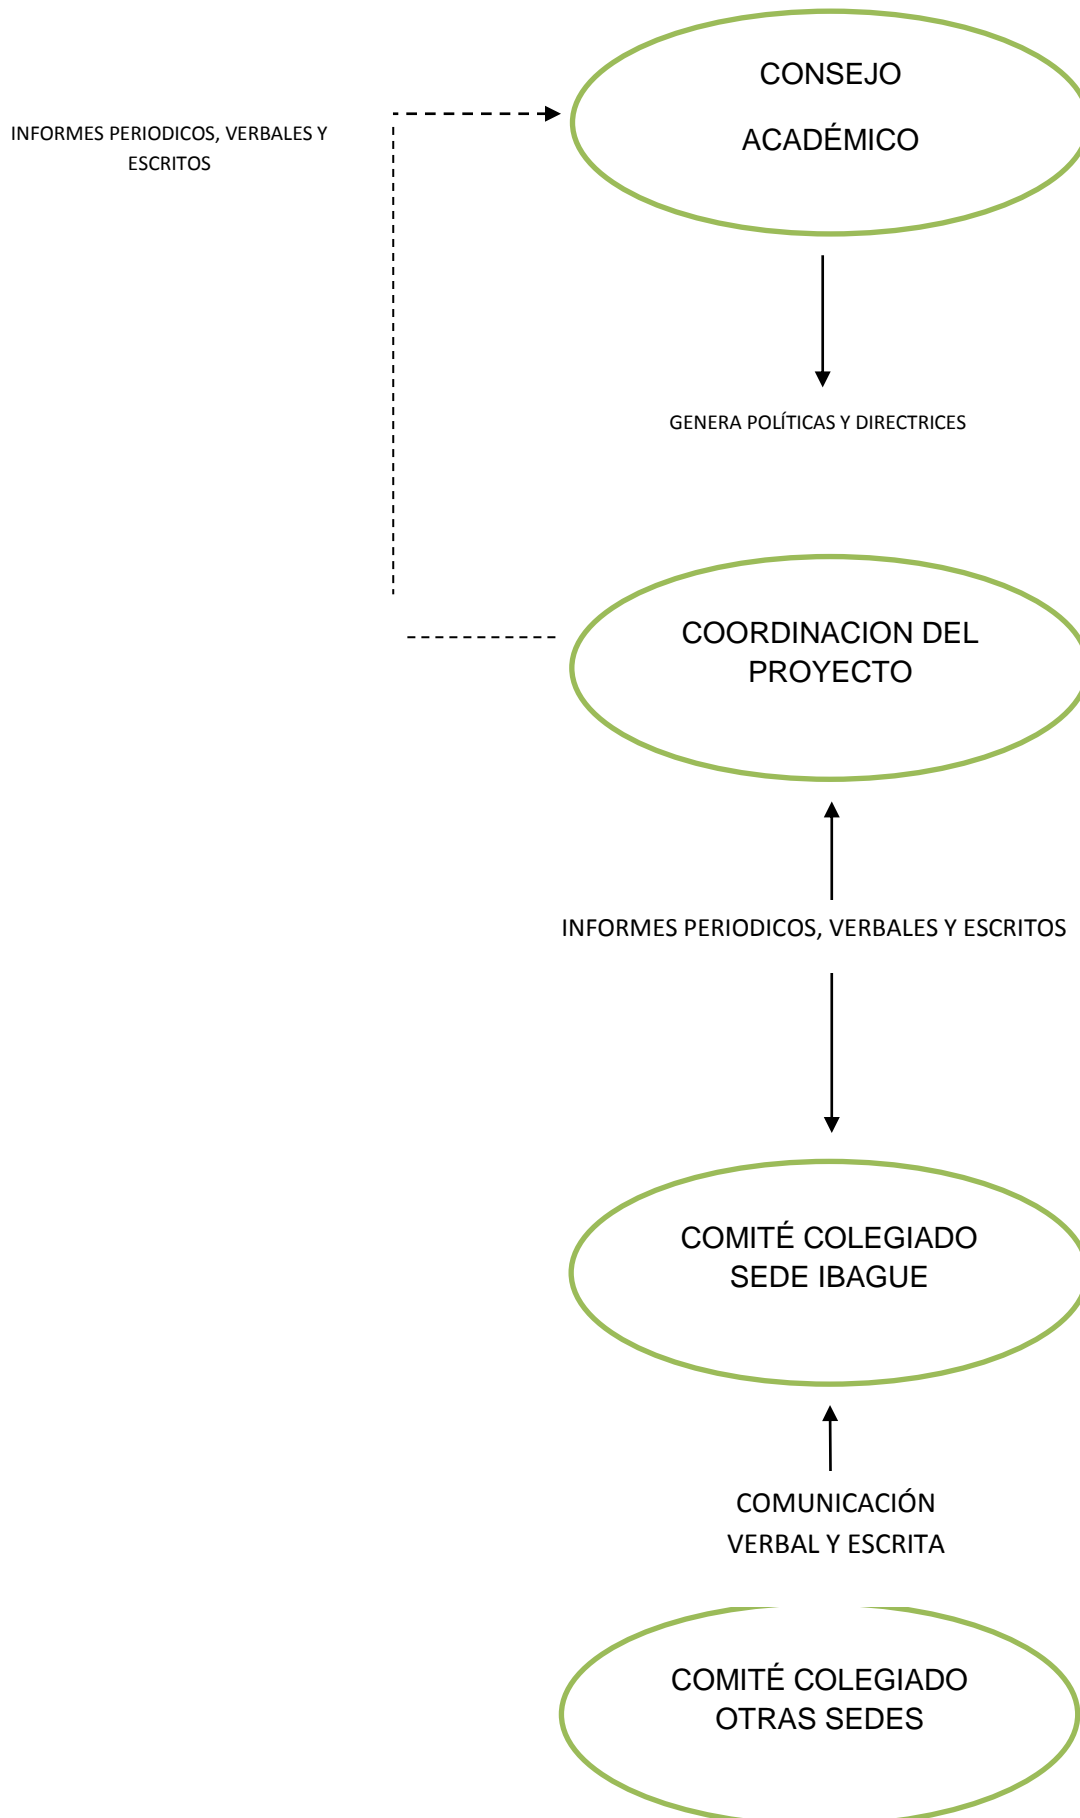 CONSEJO
ACADÉMICO
INFORMES PERIODICOS, VERBALES Y
ESCRITOS
GENERA POLÍTICAS Y DIRECTRICES
COORDINACION DEL
PROYECTO
INFORMES PERIODICOS, VERBALES Y ESCRITOS
COMITÉ COLEGIADO
SEDE IBAGUE
COMUNICACIÓN
VERBAL Y ESCRITA
COMITÉ COLEGIADO
OTRAS SEDES